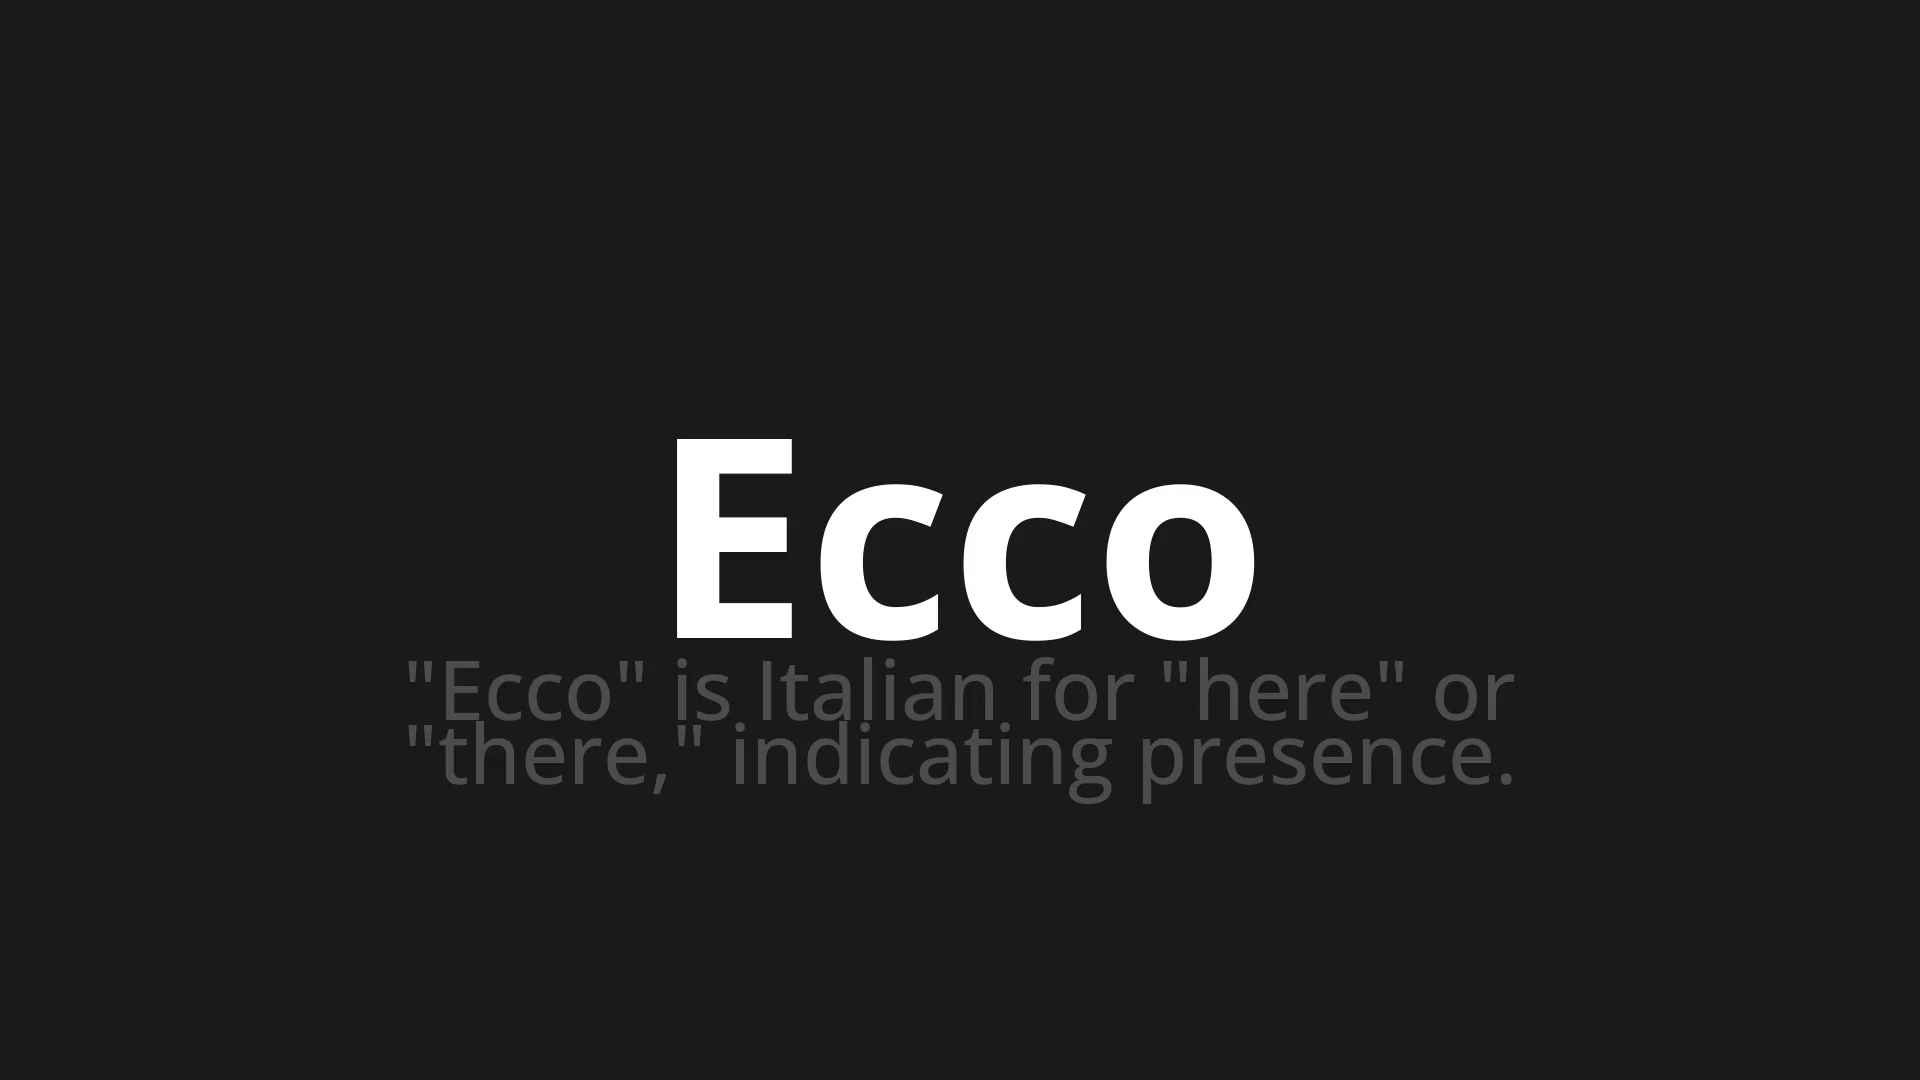 Ecco
"Ecco" is Italian for "here" or
"there," indicating presence.